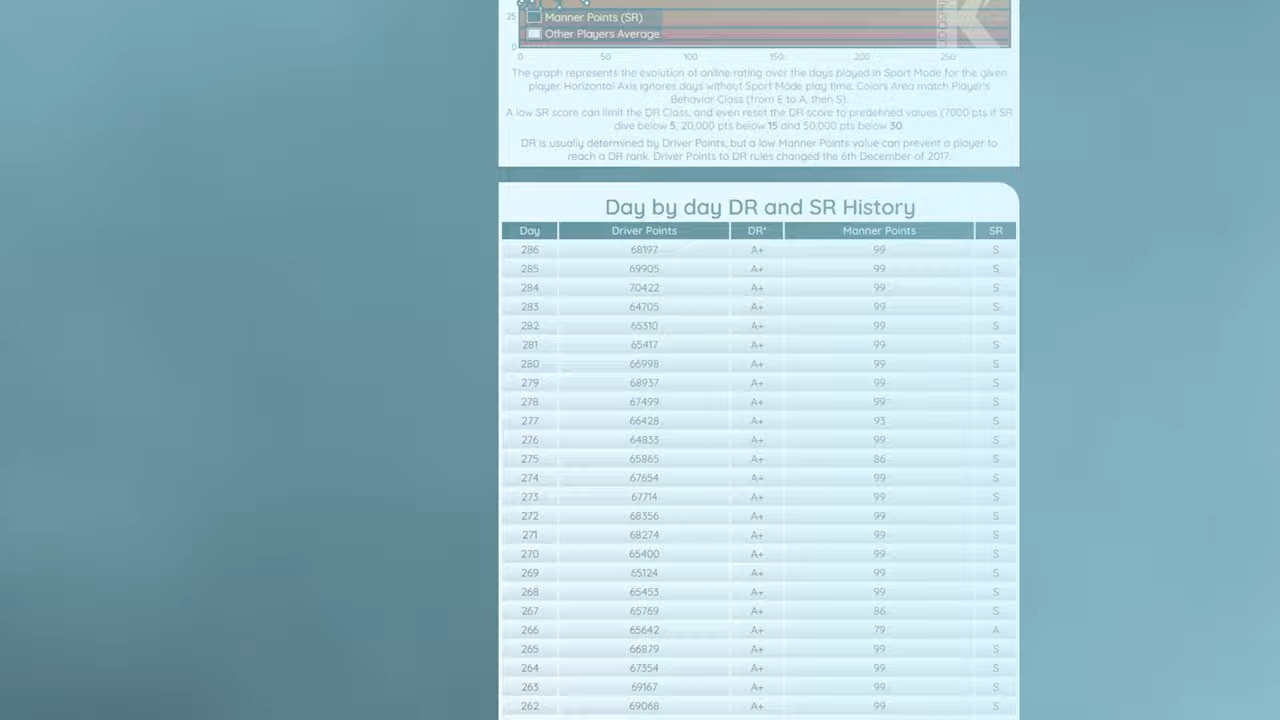 25
Manner Points (SR)
Other Players Average
0
0 50 100 150 200 250
The graph represents the evolution of online rating over the days played in Sport Mode for the given
player. Horizontal Axis ignores days without Sport Mode play time. Colors Area match Player's
Behavior Class (from E to A, then S).
A low SR score can limit the DR Class, and even reset the DR score to predefined values (7000 pts if SR
dive below 5, 20,000 pts below 15 and 50,000 pts below 30
DR is usually determined by Driver Points, but a low Manner Points value can prevent a player to
reach a DR rank. Driver Points to DR rules changed the 6th December of 2017.
Day by day DR and SR History
Day Driver Points DR* Manner Points SR
286 68197 A+ 99 S
285 69905 A+ 99 S
284 70422 A+ 99 S
283 64705 A+ 99 S
282 65310 A+ 99 S
281 65417 A+ 99 S
280 66998 A+ 99 S
279 68937 A+ 99 S
278 67499 A+ 99 S
277 66428 A+ 93 S
276 64833 A+ 99 S
275 65865 A+ 86 S
274 67654 A+ 99 S
273 67714 A+ 99 S
272 68356 A+ 99 S
271 68274 A+ 99 S
270 65400 A+ 99 S
269 65124 A+ 99 S
268 65453 A+ 99 S
267 65769 A+ 86 S
266 65642 A+ 79 A
265 66879 A+ 99 S
264 67354 A+ 99 S
263 69167 A+ 99 S
262 69068 A+ 99 S